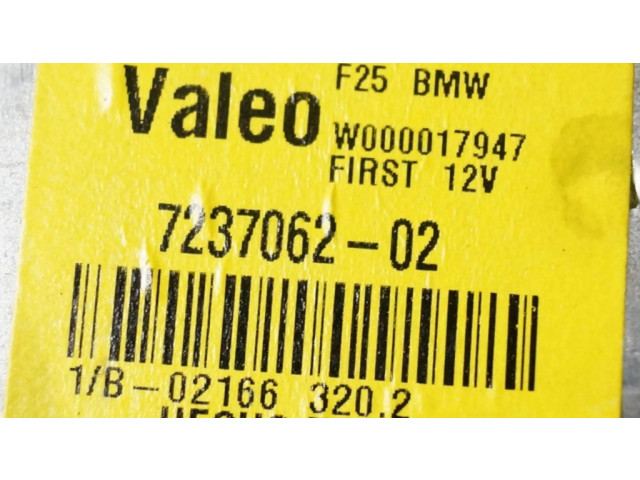 F25 BMW
Valeo
W000017947
FIRST 12V
7237062-02
1/B-02166 320.2